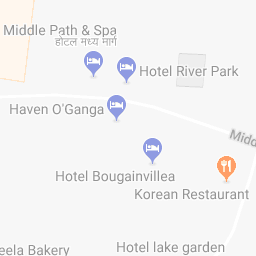 Middle Path & Spa
होटल मध्य मार्ग
Hotel River Park
Haven O'Ganga
Hotel Bougainvillea
Korean Restaurant
Hotel lake garden